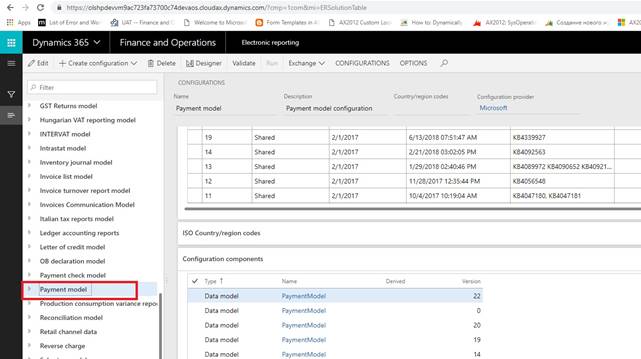 https://olshpdevvm9ac723fa73700c74devaos.cloudax.dynamics.com/?cmp=1com&mi=ERSolutionTable
Apps
List of Error and Wor
UAT -- Finance and O
Welcome to Microsof
Form Templates in AX
AX2012 Custom Look
How to: Dynamically
AX2012: SysOperati
Создание нового и
Dynamics 365
Finance and Operations
Electronic reporting
Edit
Create configuration
Delete
Designer
Validate
Run
Exchange
CONFIGURATIONS
OPTIONS
Filter
GST Returns model
Hungarian VAT reporting model
INTERVAT model
Intrastat model
Inventory journal model
Invoice list model
Invoice turnover report model
Invoices Communication Model
Italian tax reports model
Ledger accounting reports
Letter of credit model
OB declaration model
Payment check model
Payment model
Production consumption variance repo
Reconciliation model
Retail channel data
Reverse charge
CONFIGURATIONS
Name Description Country/region codes Configuration provider
Payment model Payment model configuration Microsoft
19 Shared 2/1/2017 6/13/2018 07:51:47 AM KB4339927
14 Shared 2/1/2017 2/21/2018 03:02:05 PM KB4092563
13 Shared 2/1/2017 1/29/2018 02:40:46 PM KB4089972 KB4090652 KB40921...
12 Shared 2/1/2017 11/28/2017 12:35:44 PM KB4056548
11 Shared 2/1/2017 10/4/2017 10:19:04 AM KB4047180, KB4047181
ISO Country/region codes
Configuration components
Type Name Derived Version
Data model PaymentModel 22
Data model PaymentModel 0
Data model PaymentModel 20
Data model PaymentModel 19
Data model PaymentModel 14